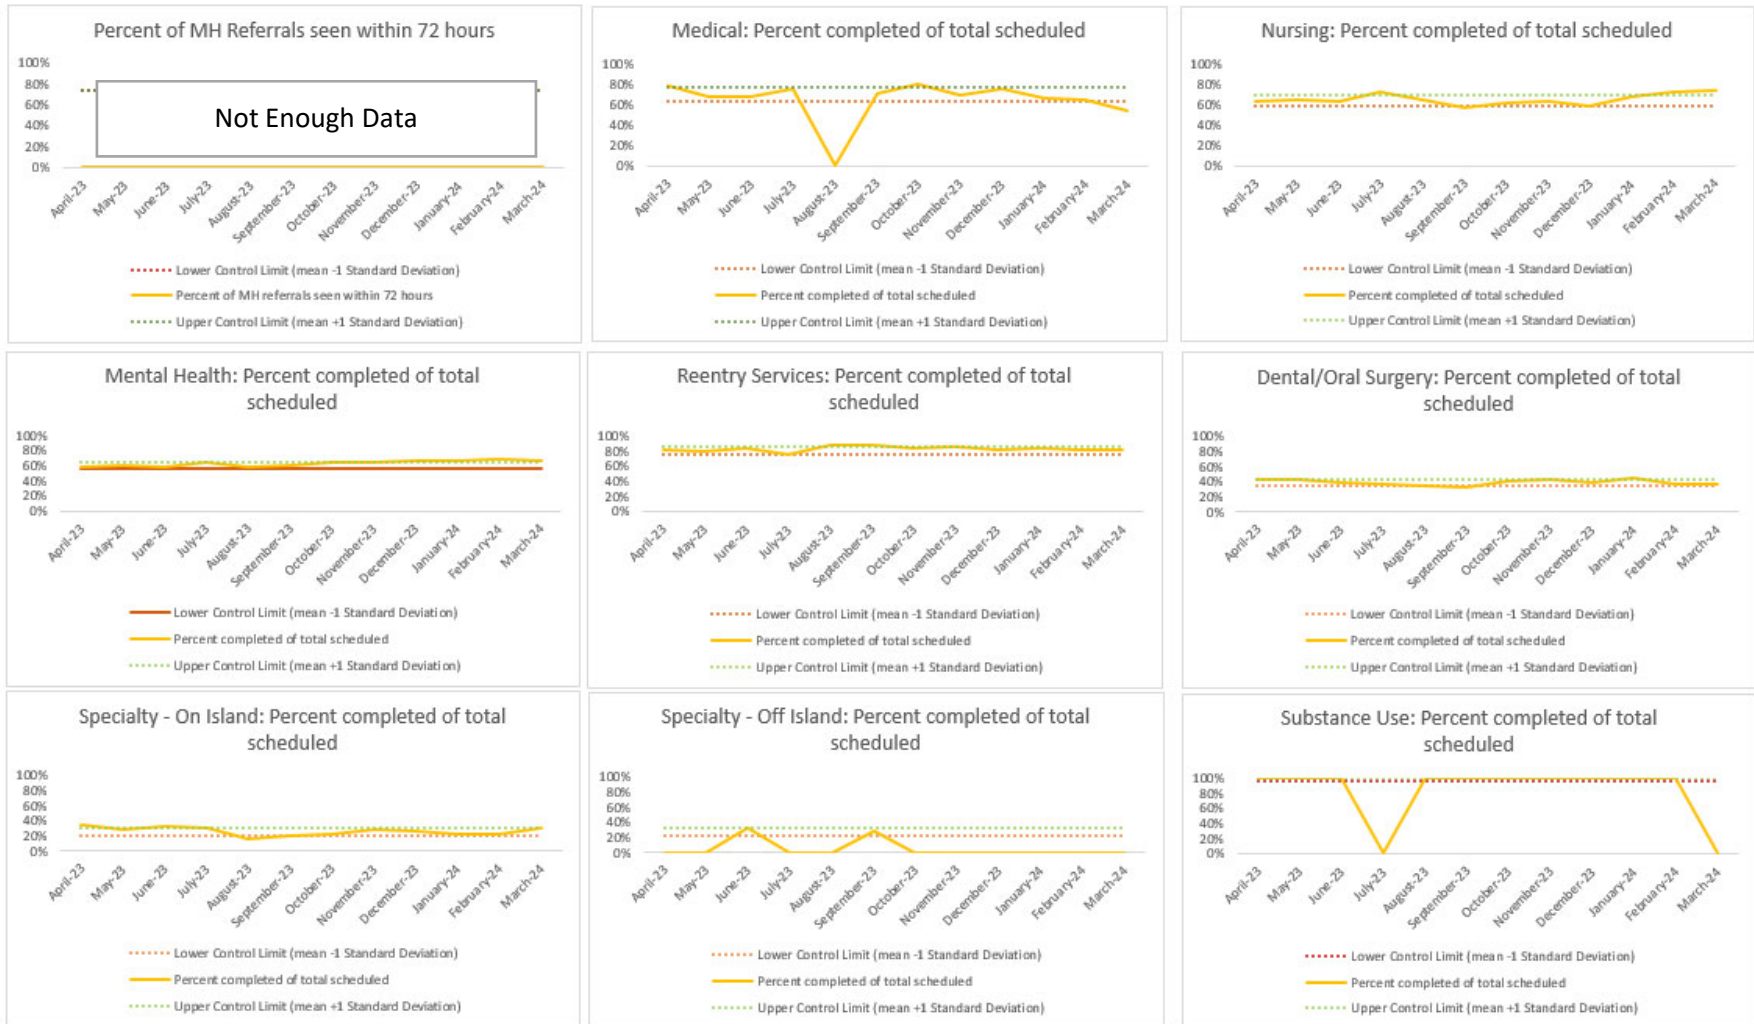 Percent of MH Referrals seen within 72 hours
100%
80%
60%
40%
20%
0%
Not Enough Data
April-23
May-23
June-23
July-23
August-23
September-23
October-23
November-23
December-23
January-24
February-24
March-24
Lower Control Limit (mean -1 Standard Deviation)
Percent of MH referrals seen within 72 hours
Upper Control Limit (mean +1 Standard Deviation)
Medical: Percent completed of total scheduled
100%
80%
60%
40%
20%
0%
April-23
May-23
June-23
July-23
August-23
September-23
October-23
November-23
December-23
January-24
February-24
March-24
Lower Control Limit (mean -1 Standard Deviation)
Percent completed of total scheduled
Upper Control Limit (mean +1 Standard Deviation)
Nursing: Percent completed of total scheduled
100%
80%
60%
40%
20%
0%
April-23
May-23
June-23
July-23
August-23
September-23
October-23
November-23
December-23
January-24
February-24
March-24
Lower Control Limit (mean -1 Standard Deviation)
Percent completed of total scheduled
Upper Control Limit (mean +1 Standard Deviation)
Mental Health: Percent completed of total
scheduled
100%
80%
60%
40%
20%
0%
April-23
May-23
June-23
July-23
August-23
September-23
October-23
November-23
December-23
January-24
February-24
March-24
Lower Control Limit (mean -1 Standard Deviation)
Percent completed of total scheduled
Upper Control Limit (mean +1 Standard Deviation)
Reentry Services: Percent completed of total
scheduled
100%
80%
60%
40%
20%
0%
April-23
May-23
June-23
July-23
August-23
September-23
October-23
November-23
December-23
January-24
February-24
March-24
Lower Control Limit (mean -1 Standard Deviation)
Percent completed of total scheduled
Upper Control Limit (mean +1 Standard Deviation)
Dental/Oral Surgery: Percent completed of total
scheduled
100%
80%
60%
40%
20%
0%
April-23
May-23
June-23
July-23
August-23
September-23
October-23
November-23
December-23
January-24
February-24
March-24
Lower Control Limit (mean -1 Standard Deviation)
Percent completed of total scheduled
Upper Control Limit (mean +1 Standard Deviation)
Specialty - On Island: Percent completed of total
scheduled
100%
80%
60%
40%
20%
0%
April-23
May-23
June-23
July-23
August-23
September-23
October-23
November-23
December-23
January-24
February-24
March-24
Lower Control Limit (mean -1 Standard Deviation)
Percent completed of total scheduled
Upper Control Limit (mean +1 Standard Deviation)
Specialty - Off Island: Percent completed of total
scheduled
100%
80%
60%
40%
20%
0%
April-23
May-23
June-23
July-23
August-23
September-23
October-23
November-23
December-23
January-24
February-24
March-24
Lower Control Limit (mean -1 Standard Deviation)
Percent completed of total scheduled
Upper Control Limit (mean +1 Standard Deviation)
Substance Use: Percent completed of total
scheduled
100%
80%
60%
40%
20%
0%
April-23
May-23
June-23
July-23
August-23
September-23
October-23
November-23
December-23
January-24
February-24
March-24
Lower Control Limit (mean -1 Standard Deviation)
Percent completed of total scheduled
Upper Control Limit (mean +1 Standard Deviation)